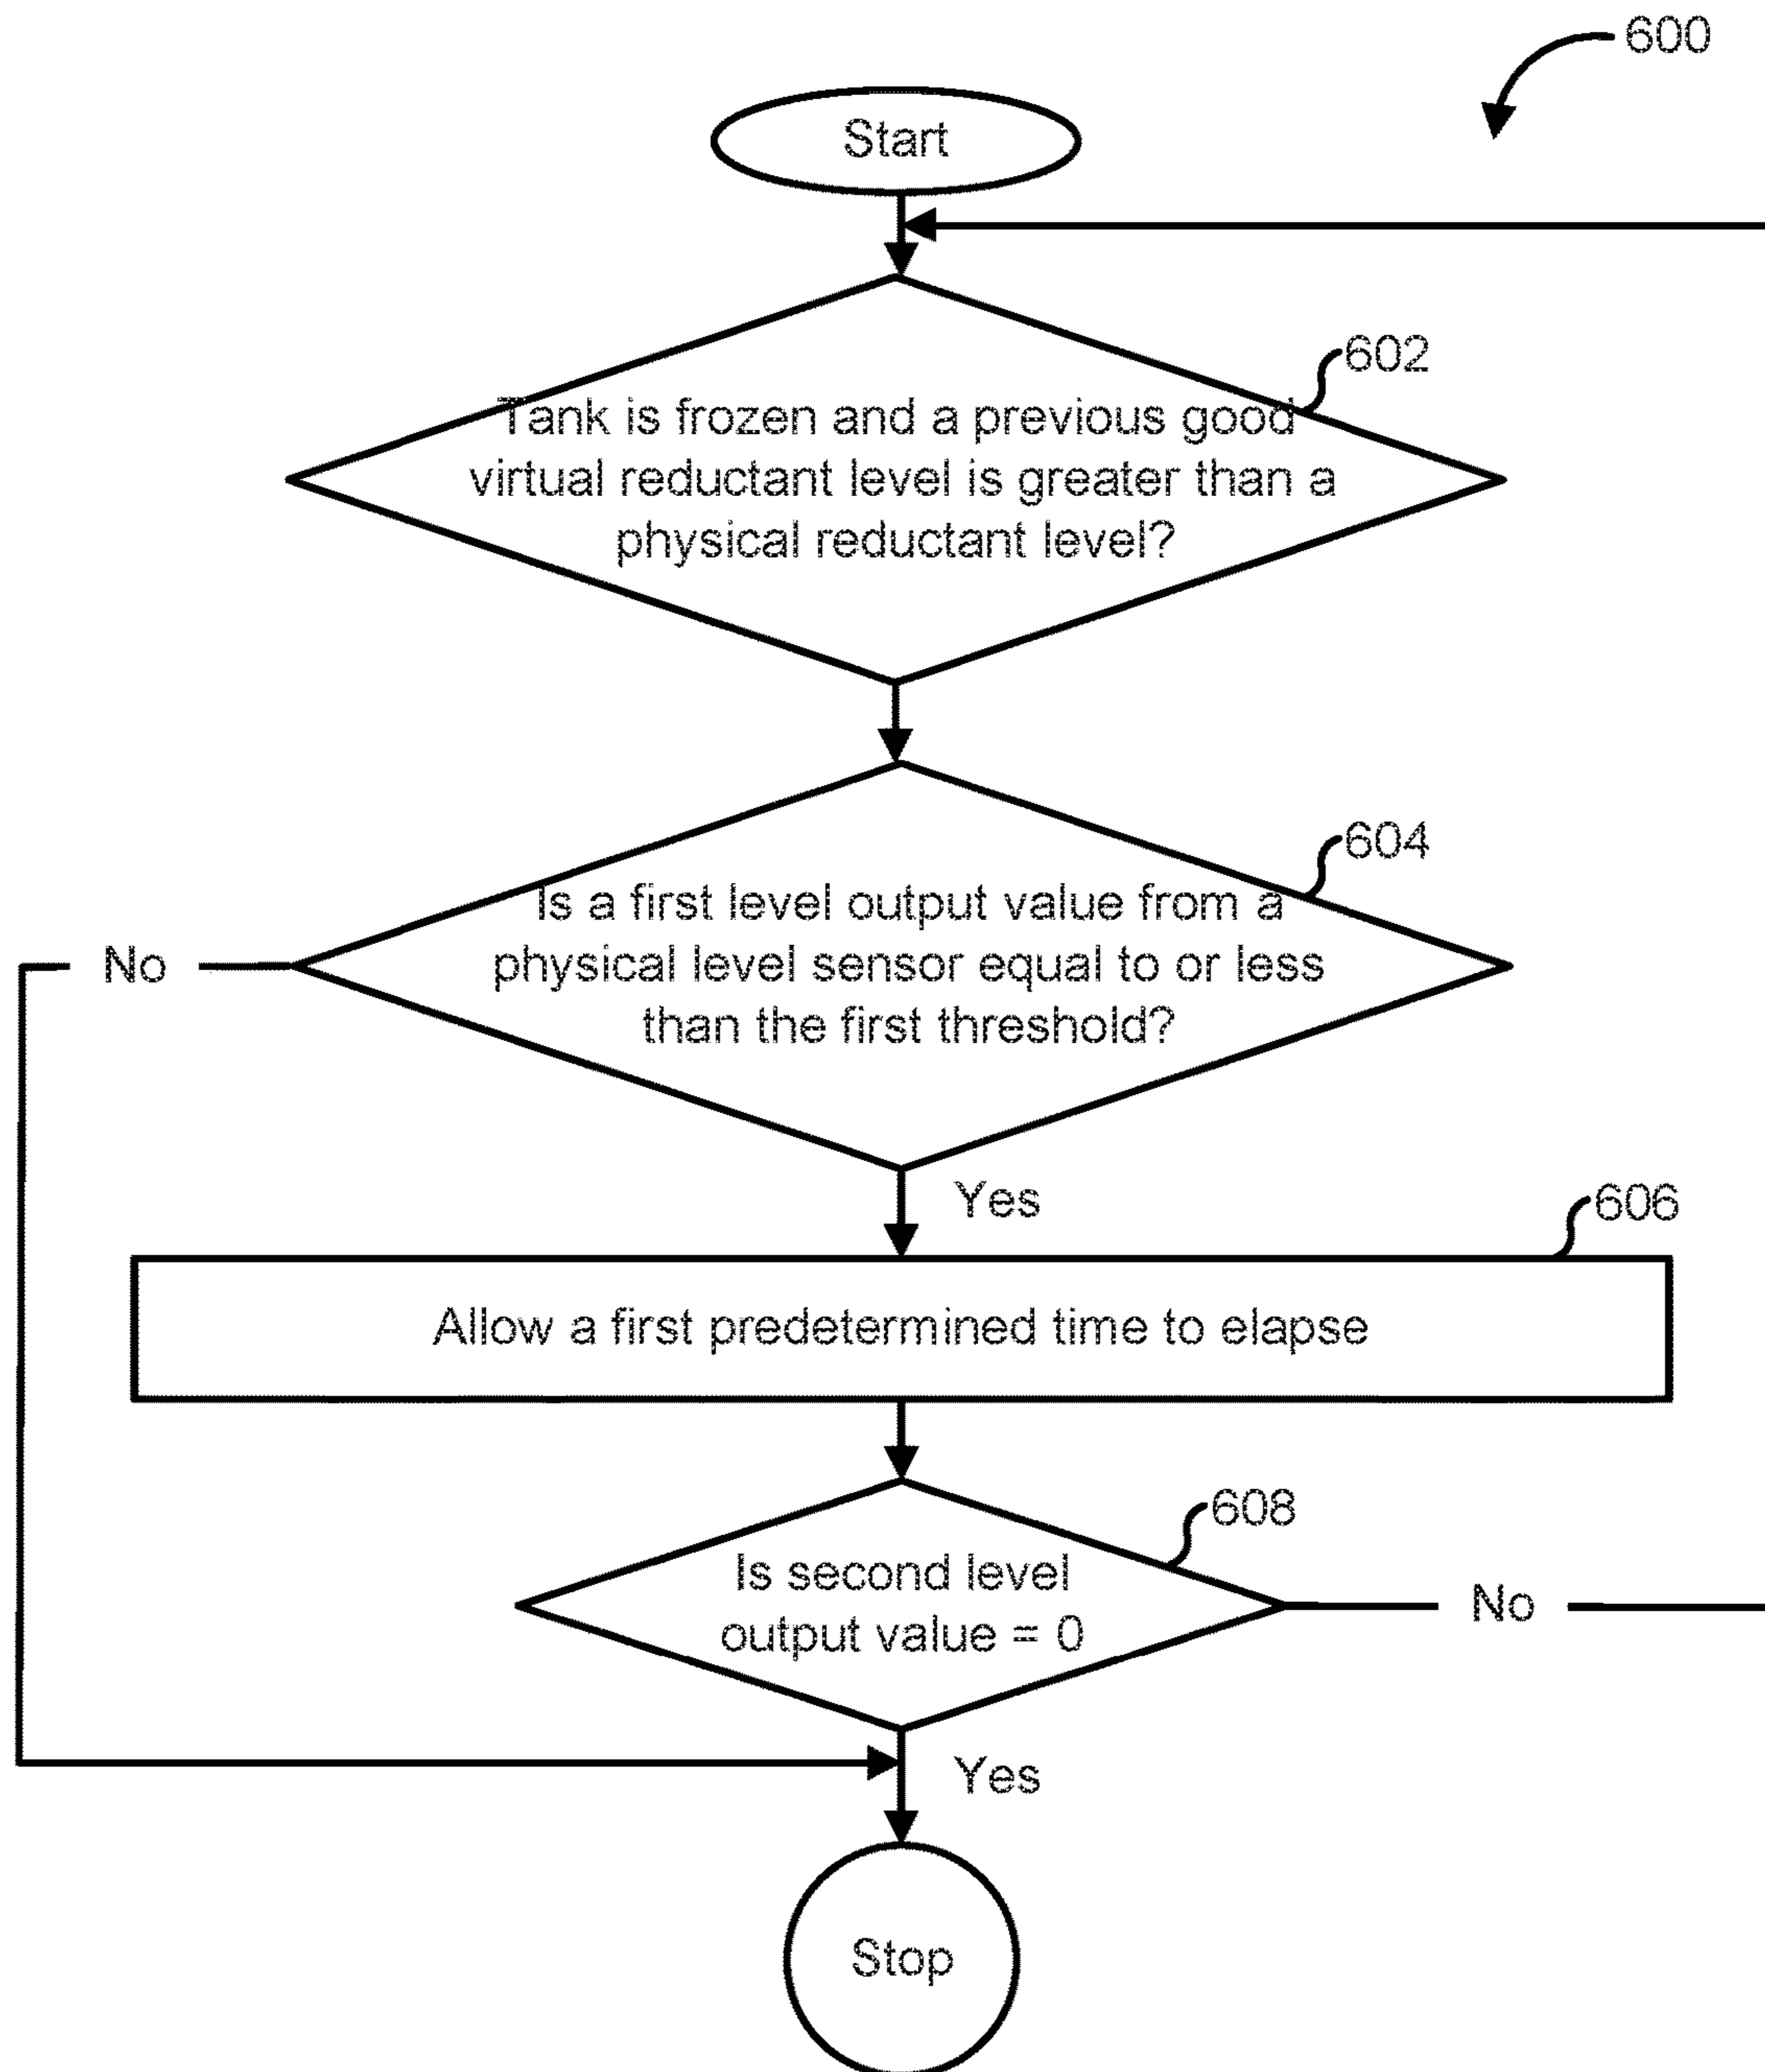 600
Start
602
Tank is frozen and a previous good
virtual reductant level is greater than a
physical reductant level?
604
Is a first level output value from a
physical level sensor equal to or less
than the first threshold?
No
Yes
606
Allow a first predetermined time to elapse
608
Is second level
output value = 0
No
Yes
Stop